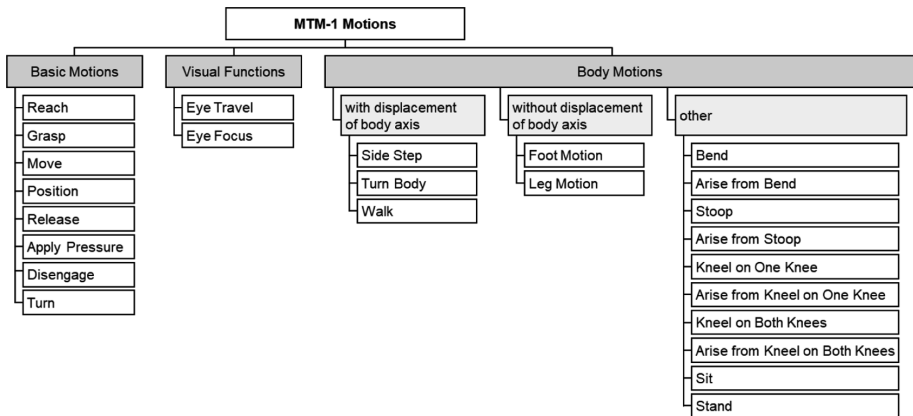 MTM-1 Motions
Basic Motions
Reach
Grasp
Move
Position
Release
Apply Pressure
Disengage
Turn
Visual Functions
Eye Travel
Eye Focus
Body Motions
with displacement
of body axis
Side Step
Turn Body
Walk
without displacement
of body axis
Foot Motion
Leg Motion
other
Bend
Arise from Bend
Stoop
Arise from Stoop
Kneel on One Knee
Arise from Kneel on One Knee
Kneel on Both Knees
Arise from Kneel on Both Knees
Sit
Stand